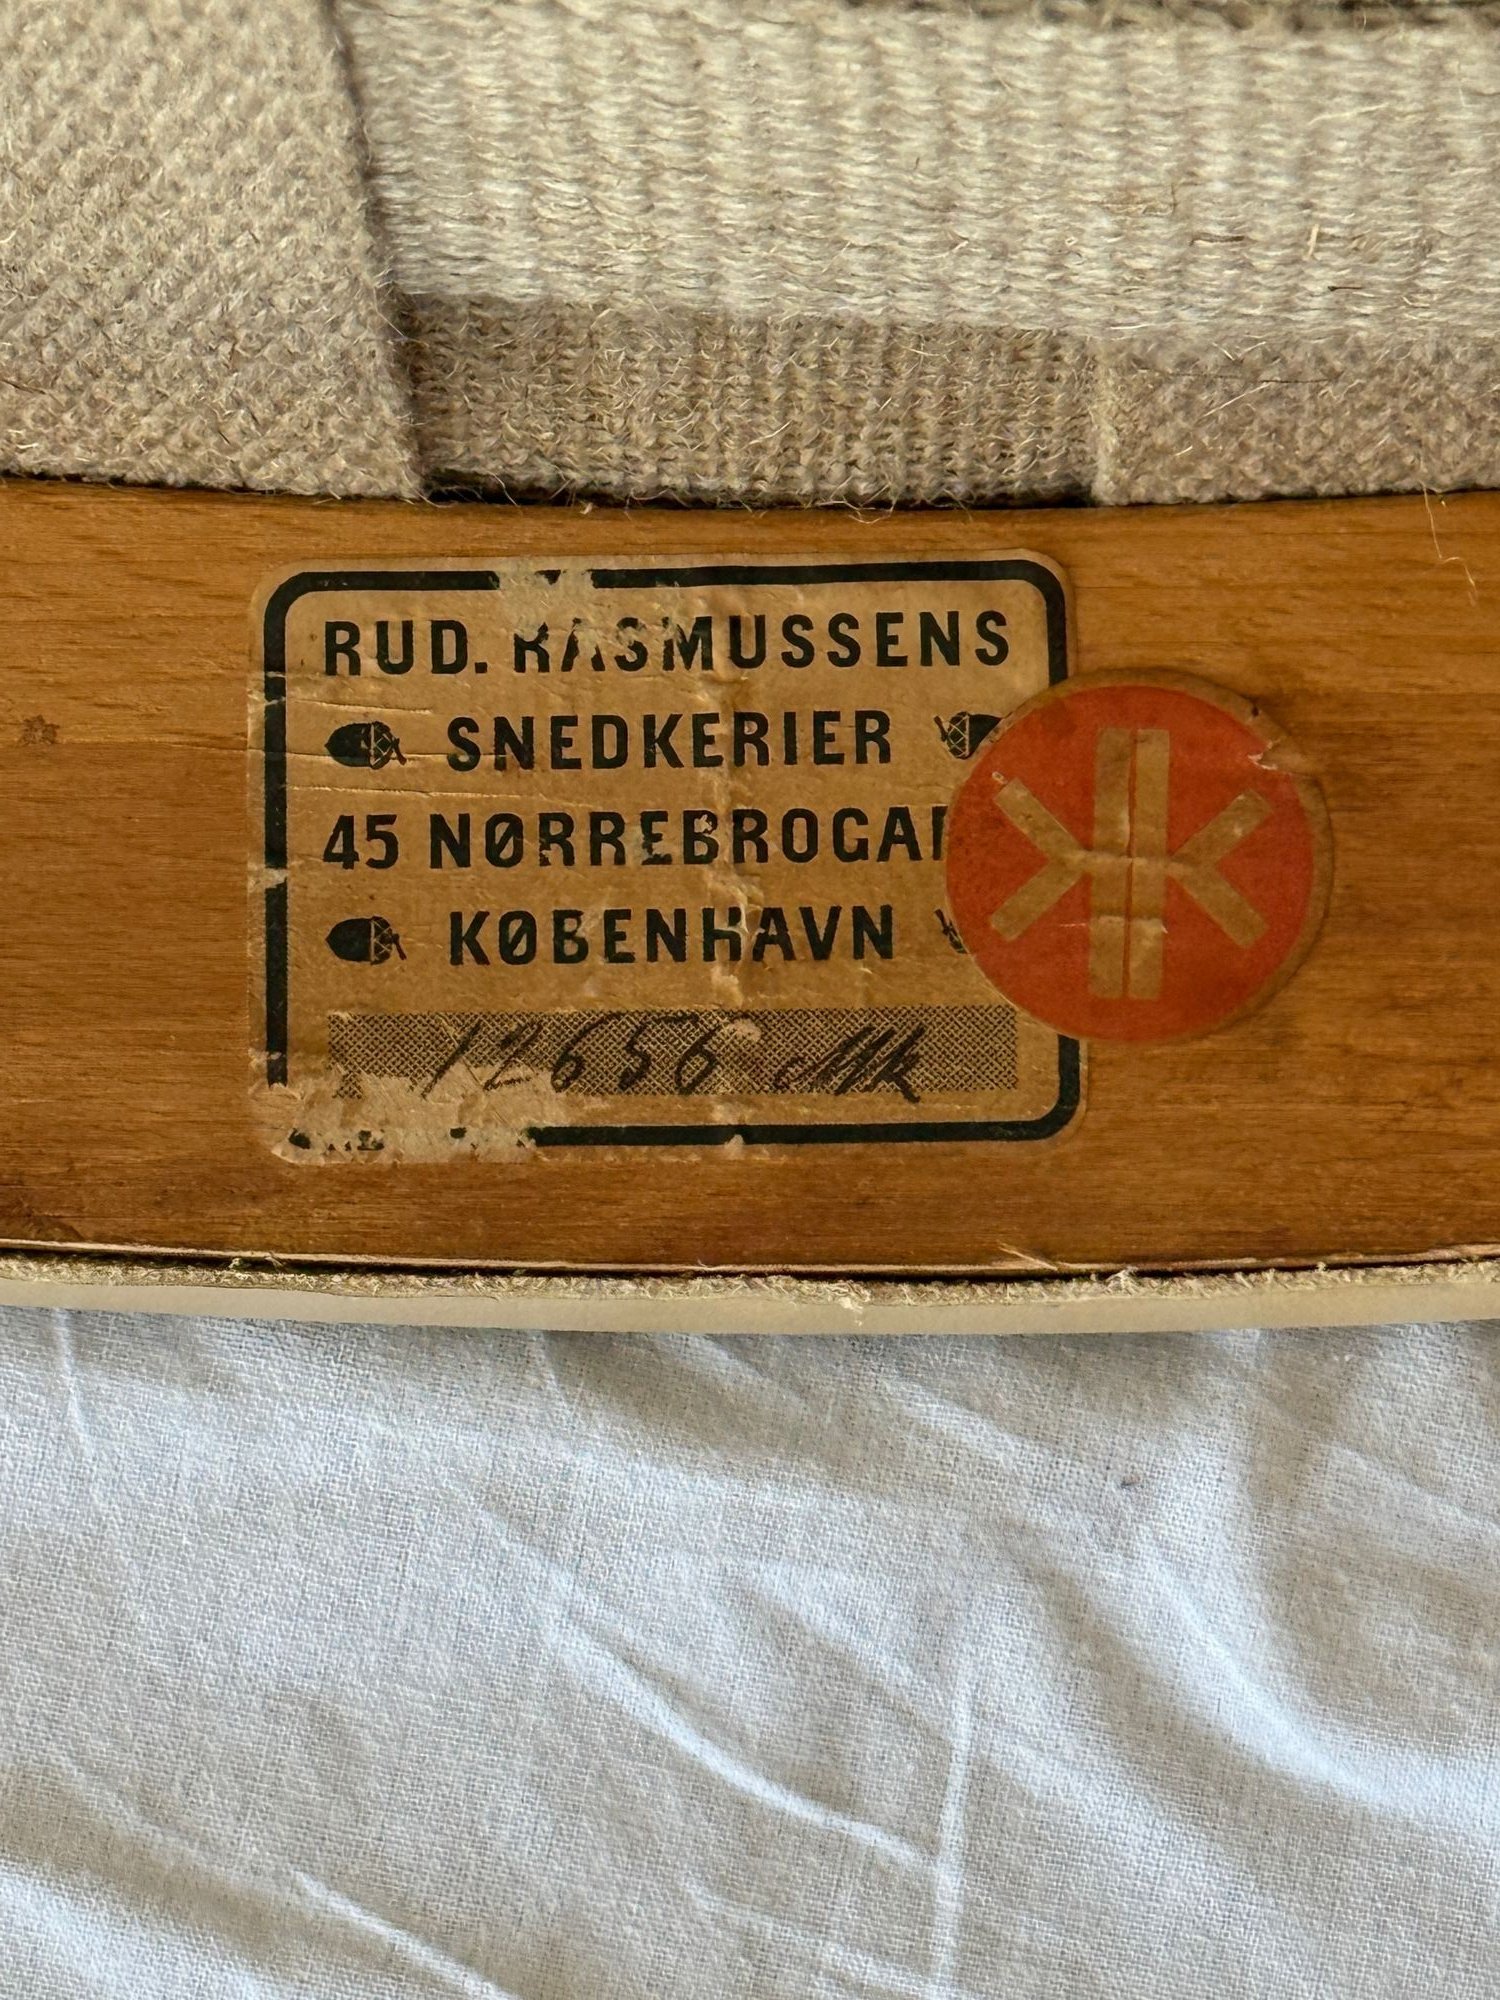 RUD. RASMUSSENS
SNEDKERIER
45 NØRREBROGA
KØBENHAVN
12656